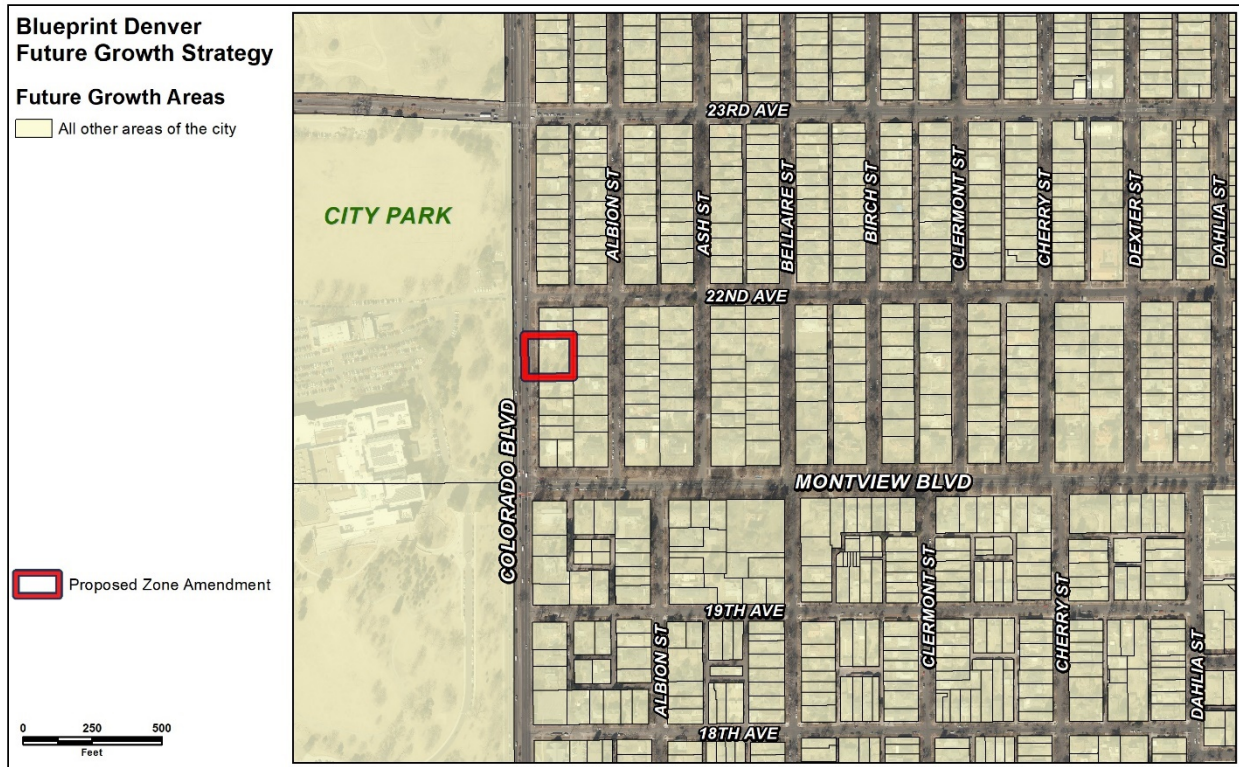 Blueprint Denver
Future Growth Strategy
Future Growth Areas
All other areas of the city
Proposed Zone Amendment
0 250 500
Feet
23RD AVE
CITY PARK
ALBION ST
ASH ST
BELLAIRE ST
BIRCH ST
CLERMONT ST
CHERRY ST
DEXTER ST
DAHLIA ST
22ND AVE
COLORADO BLVD
MONTVIEW BLVD
CLERMONT ST
19TH AVE
ALBION ST
CHERRY ST
DAHLIA ST
18TH AVE